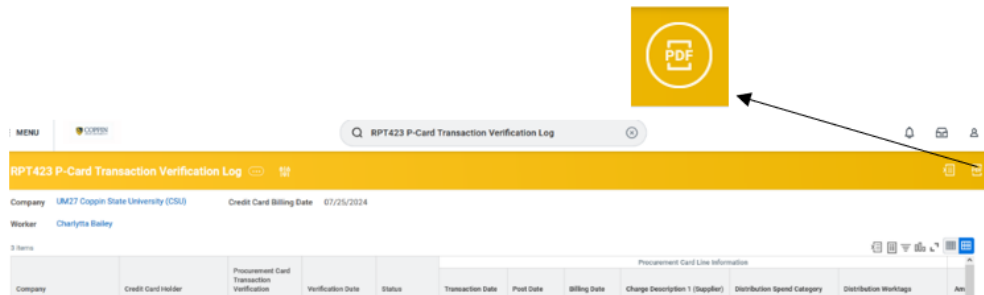 PDF
MENU
COPPIN
RPT423 P-Card Transaction Verification Log
RPT423 P-Card Transaction Verification Log
Company UM27 Coppin State University (CSU) Credit Card Billing Date 07/25/2024
Worker Charlytta Bailey
3 items
Procurement Card Line Information
Company Credit Card Holder Procurement Card Transaction Verification Verification Date Status Transaction Date Post Date Billing Date Charge Description 1 (Supplier) Distribution Spend Category Distribution Worktags Am